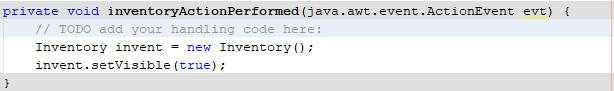 private void inventoryActionPerformed(java.awt.event.ActionEvent evt) {
// TODO add your handling code here:
Inventory invent = new Inventory();
invent.setVisible(true);
}